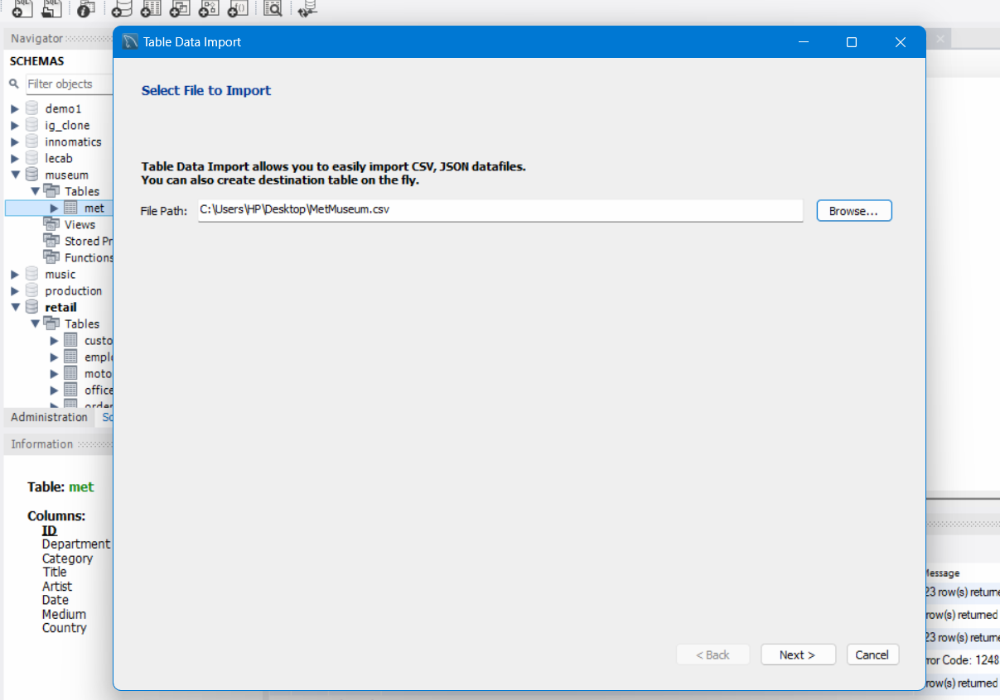 SQL
SQL
Navigator
Table Data Import
SCHEMAS
Filter objects
demo1
ig_clone
innomatics
lecab
museum
Tables
met
Views
Stored Pr
Functions
music
production
retail
Tables
custo
emplo
moto
office
order
Administration
Sc
Information
Table: met
Columns:
ID
Department
Category
Title
Artist
Date
Medium
Country
Select File to Import
Table Data Import allows you to easily import CSV, JSON datafiles.
You can also create destination table on the fly.
File Path: C:\Users\HP\Desktop\MetMuseum.csv Browse...
< Back Next > Cancel
Message
23 row(s) returne
row(s) returned
23 row(s) returne
rror Code: 1248
row(s) returned